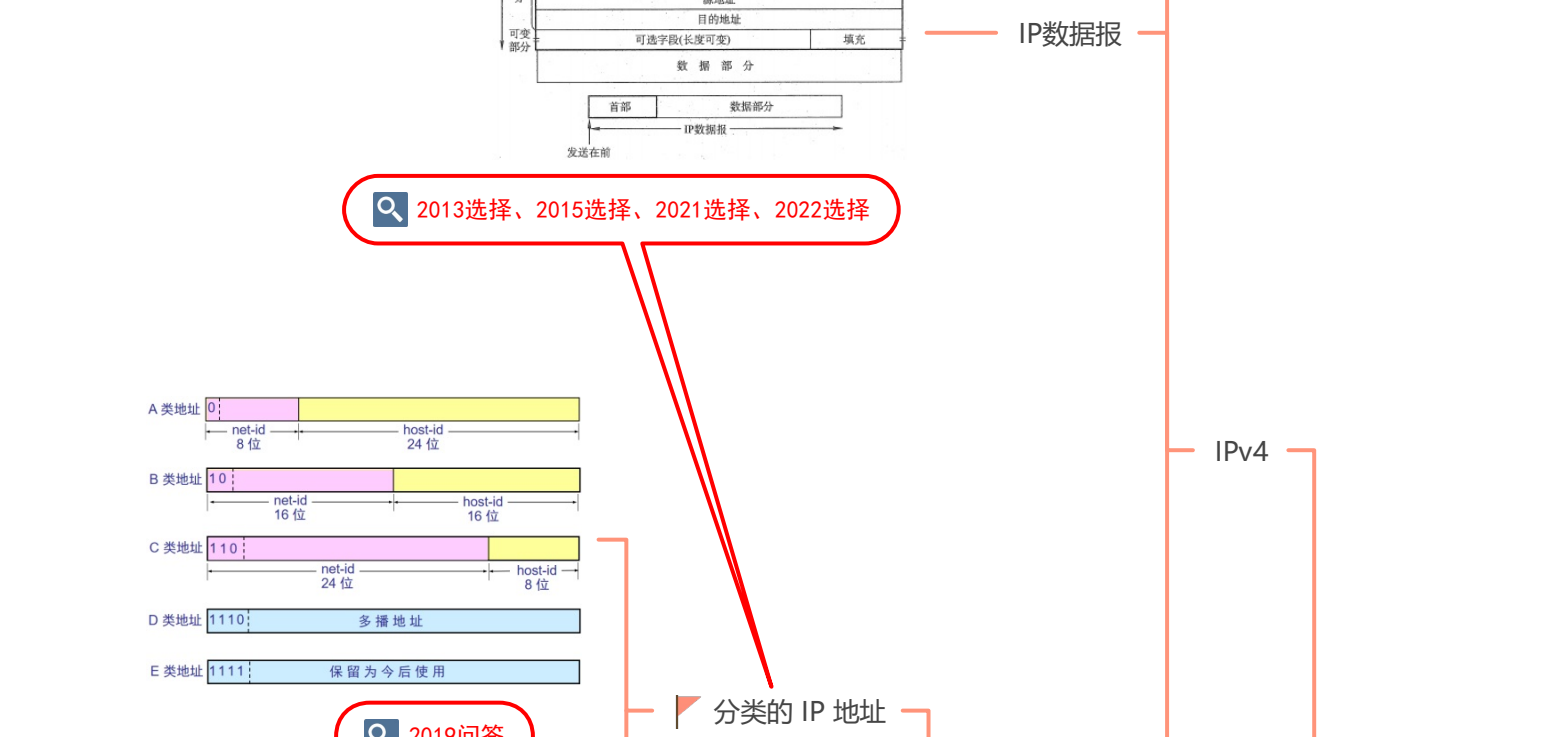 目的地址
可变
部分
可选字段(长度可变)
填充
IP数据报
数 据 部 分
首部
数据部分
IP数据报
发送在前
2013选择、2015选择、2021选择、2022选择
A 类地址
0
net-id
8 位
host-id
24 位
IPv4
B 类地址
10
net-id
16 位
host-id
16 位
C 类地址
110
net-id
24 位
host-id
8 位
D 类地址
1110
多播地址
E 类地址
1111
保留为今后使用
分类的 IP 地址